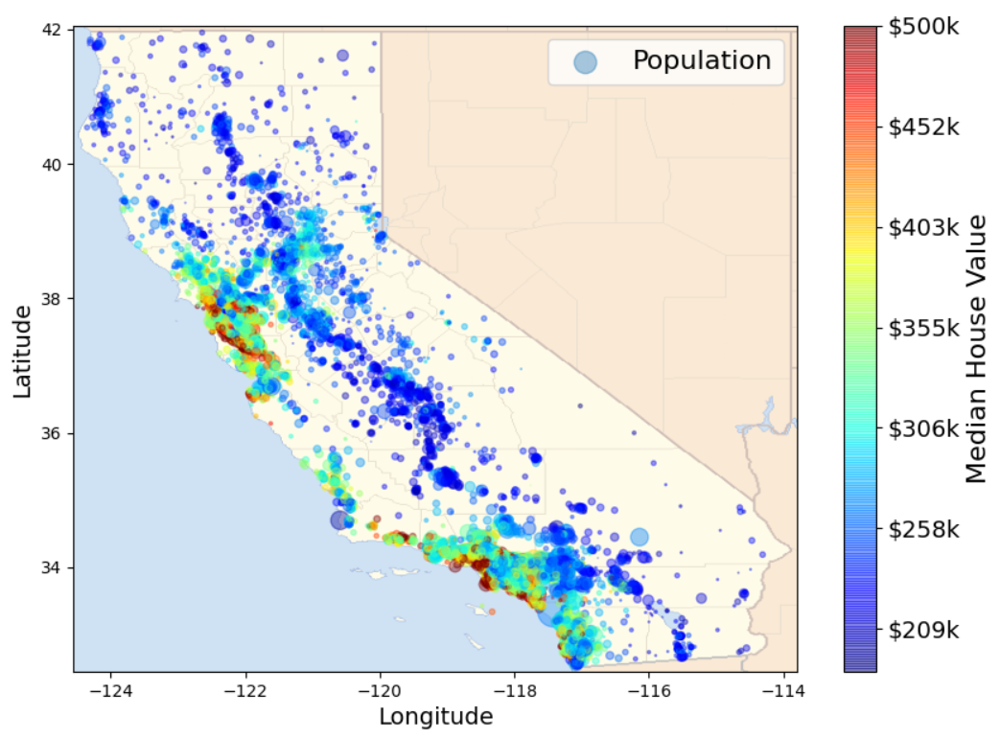 42
40
38
36
34
Latitude
−124
−122
−120
−118
−116
−114
Longitude
Population
$500k
$452k
$403k
$355k
$306k
$258k
$209k
Median House Value